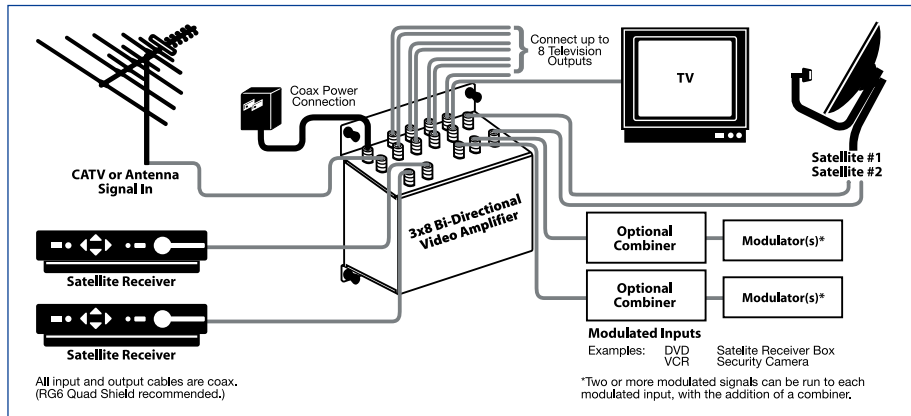 Connect up to
8 Television
Outputs
Coax Power
Connection
TV
CATV or Antenna
Signal In
Satellite #1
Satellite #2
3x8 Bi-Directional
Video Amplifier
Satellite Receiver
Satellite Receiver
Optional
Combiner
Modulator(s)*
Optional
Combiner
Modulator(s)*
Modulated Inputs
Examples: DVD Satelite Receiver Box
VCR Security Camera
All input and output cables are coax.
(RG6 Quad Shield recommended.)
*Two or more modulated signals can be run to each
modulated input, with the addition of a combiner.